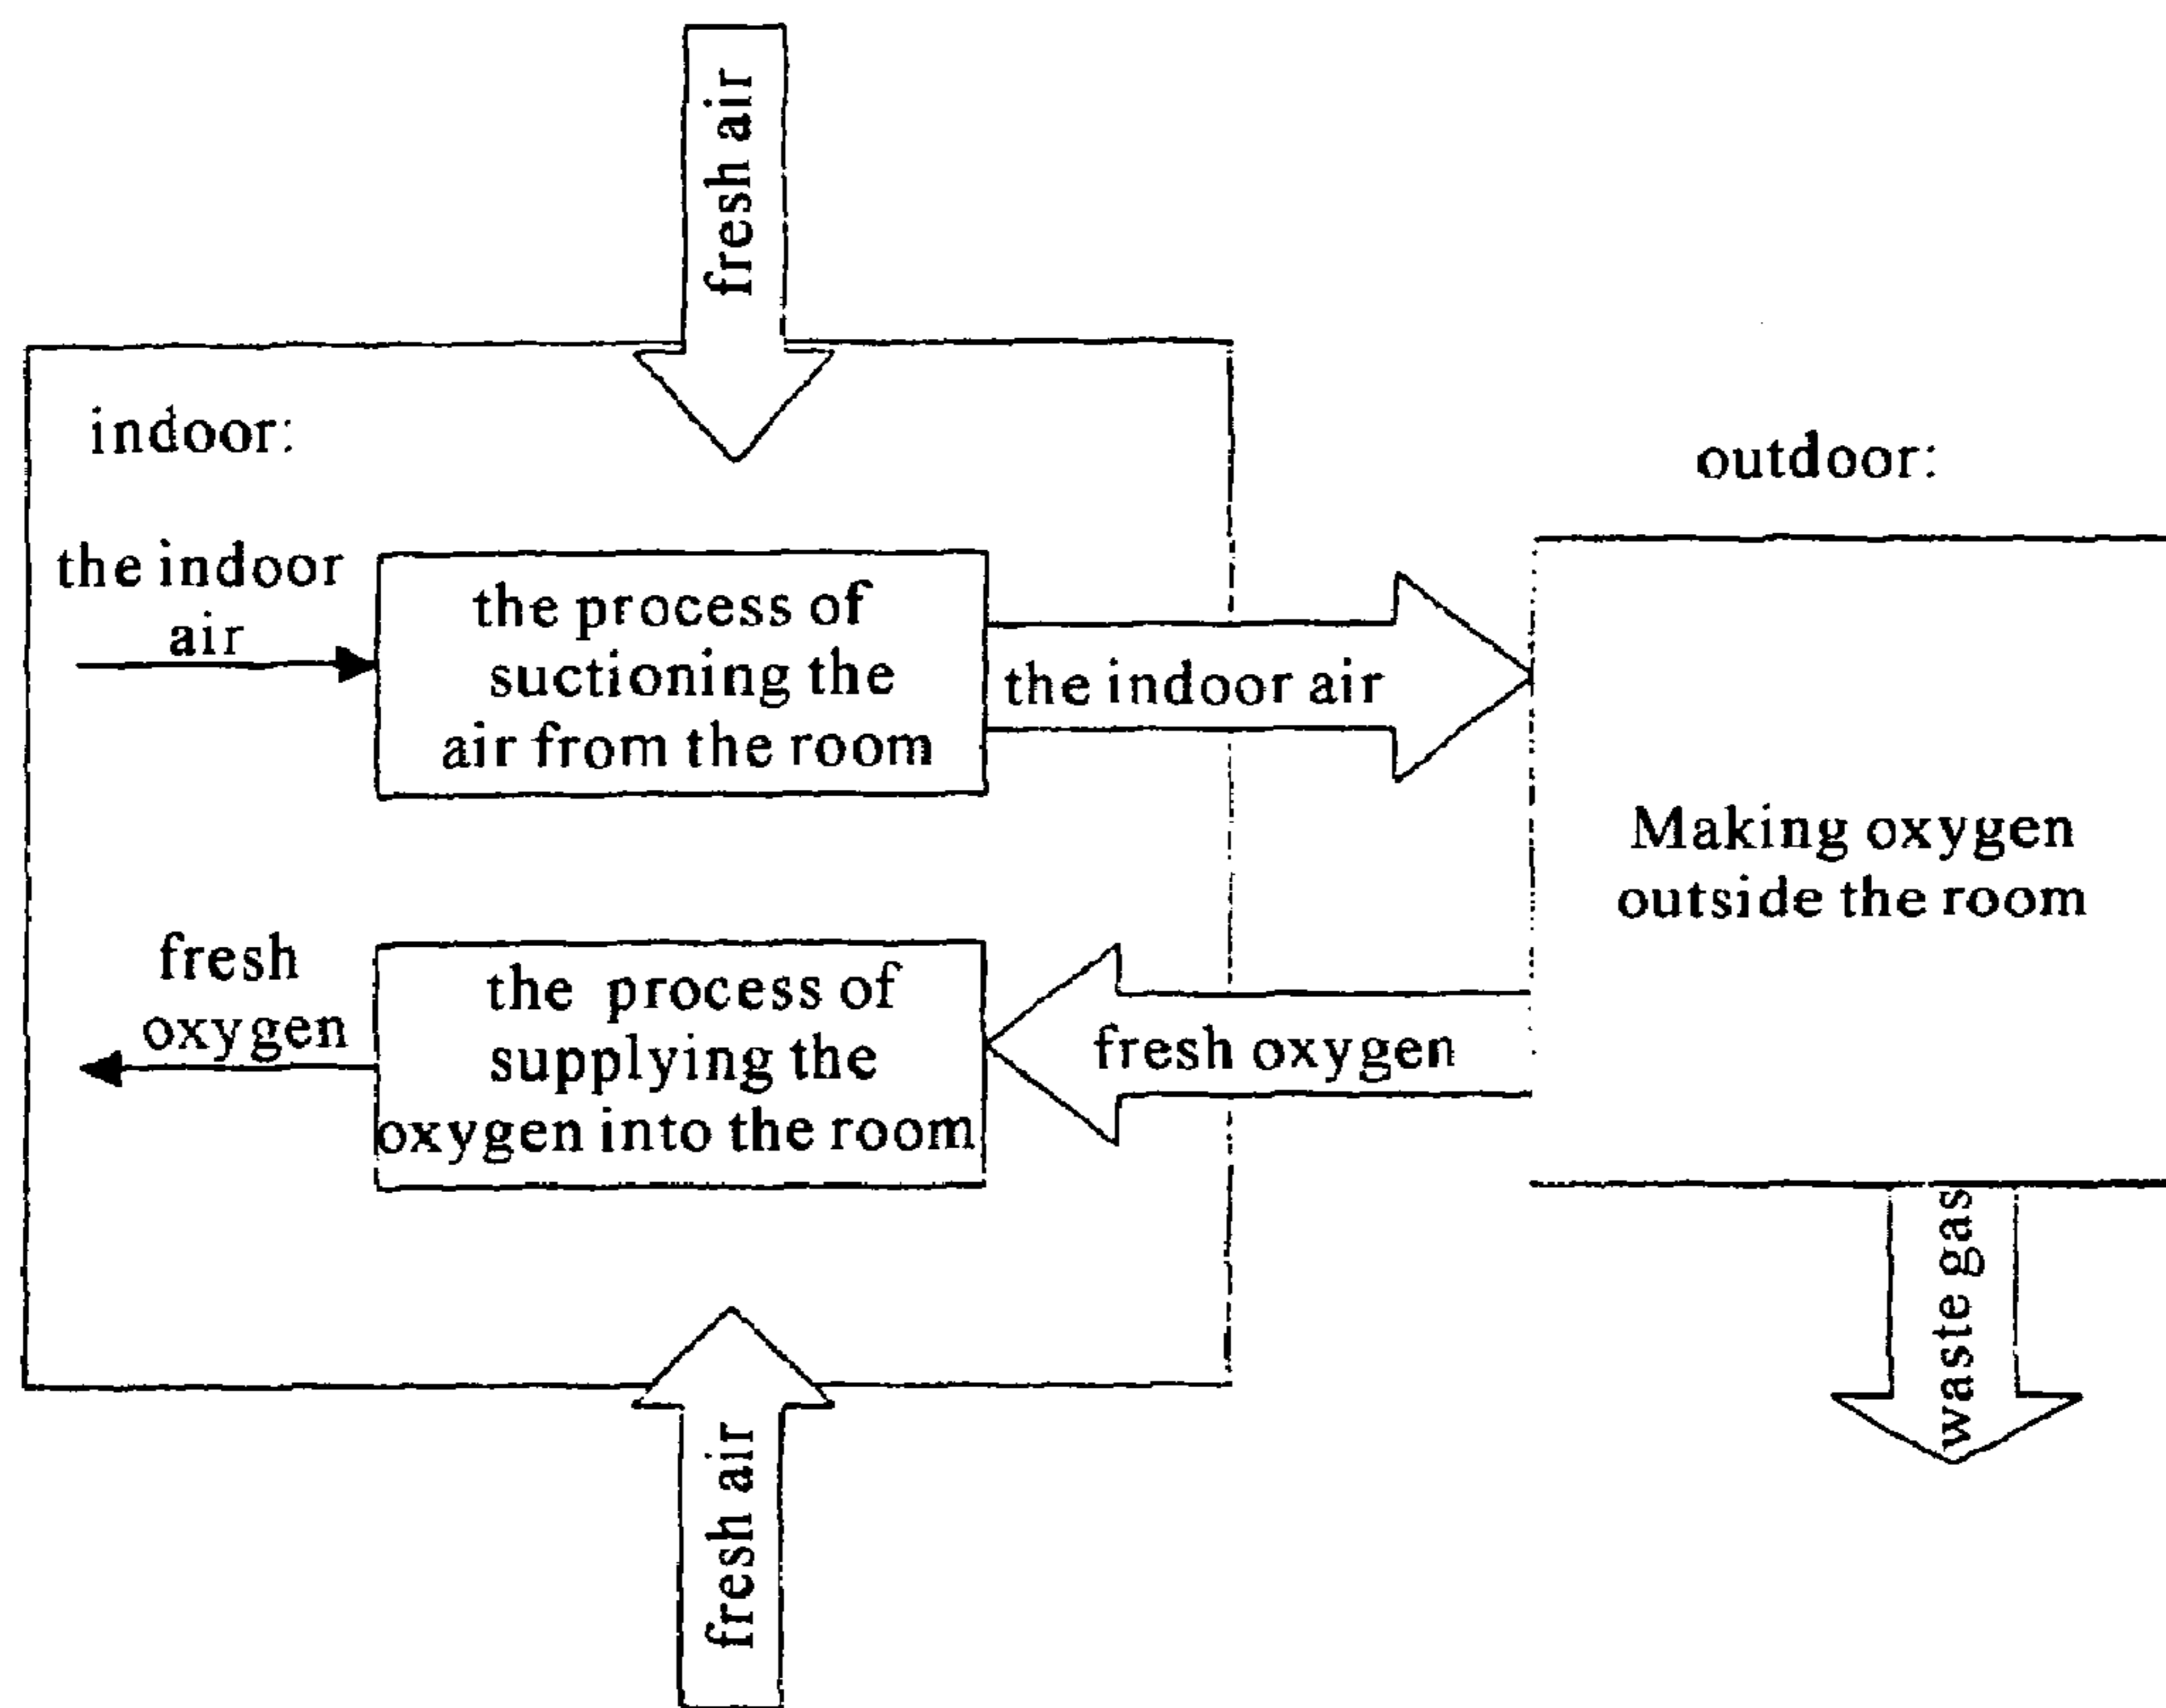 fresh air
indoor:
outdoor:
the indoor
air
the process of
suctioning the
air from the room
the indoor air
Making oxygen
outside the room
fresh
oxygen
the process of
supplying the
oxygen into the room
fresh oxygen
waste gas
fresh air